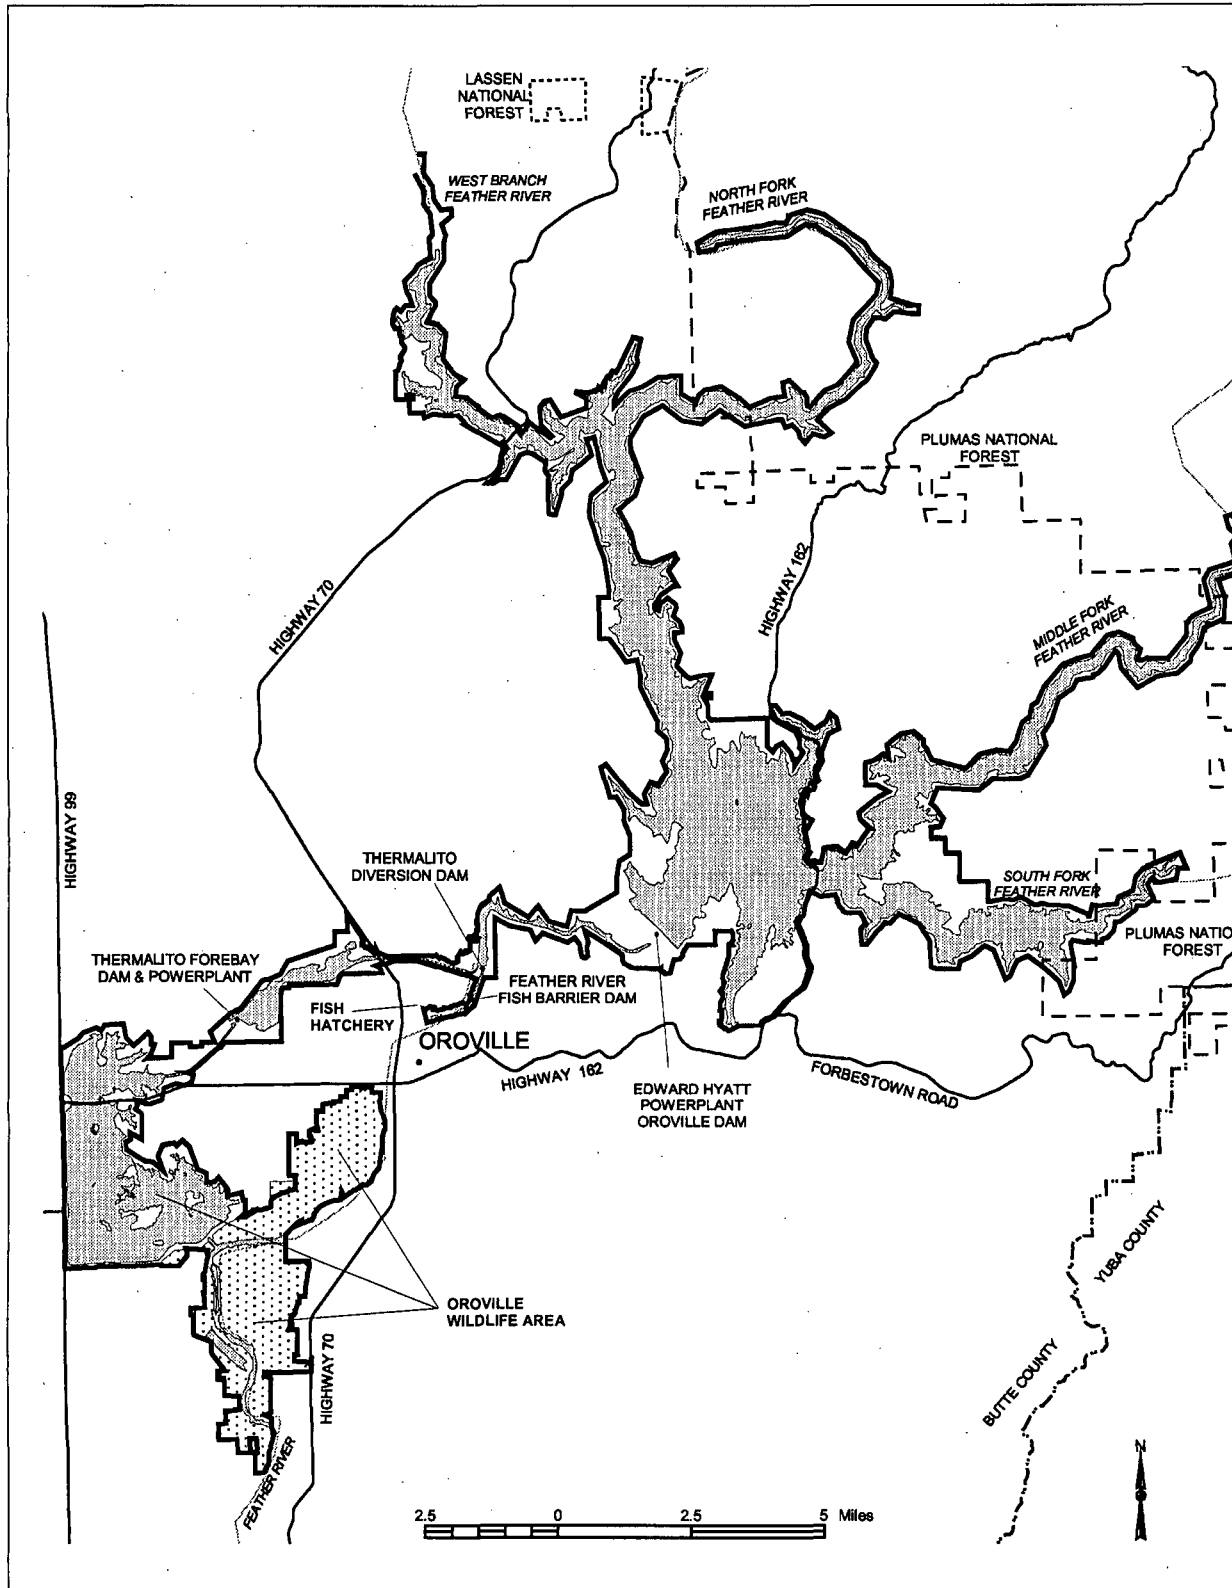 LASSEN
NATIONAL
FOREST
WEST BRANCH
FEATHER RIVER
NORTH FORK
FEATHER RIVER
PLUMAS NATIONAL
FOREST
HIGHWAY 70
HIGHWAY 162
MIDDLE FORK
FEATHER RIVER
HIGHWAY 99
THERMALITO
DIVERSION DAM
SOUTH FORK
FEATHER RIVER
PLUMAS NATIO
FOREST
THERMALITO FOREBAY
DAM & POWERPLANT
FEATHER RIVER
FISH BARRIER DAM
FISH
HATCHERY
OROVILLE
HIGHWAY 162
FORBESTOWN ROAD
EDWARD HYATT
POWERPLANT
OROVILLE DAM
YUBA COUNTY
OROVILLE
WILDLIFE AREA
HIGHWAY 70
BUTTE COUNTY
FEATHER RIVER
N
2.5 0 2.5 5 Miles